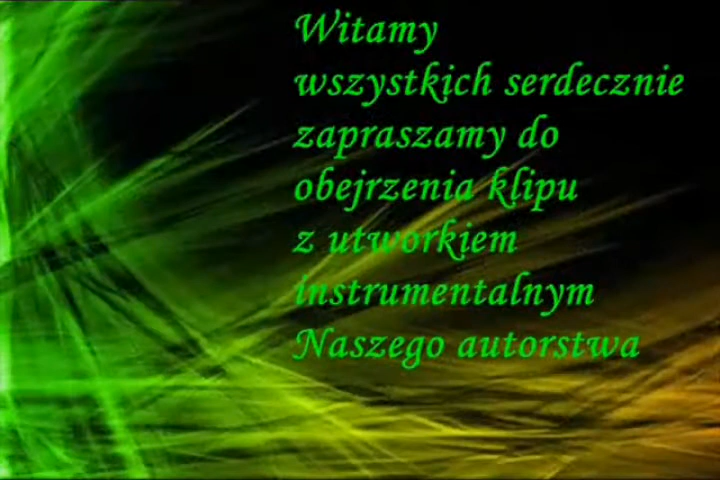 Witamy
wszystkich serdecznie
zapraszamy do
obejrzenia klipu
z utworkiem
instrumentalnym
Naszego autorstwa